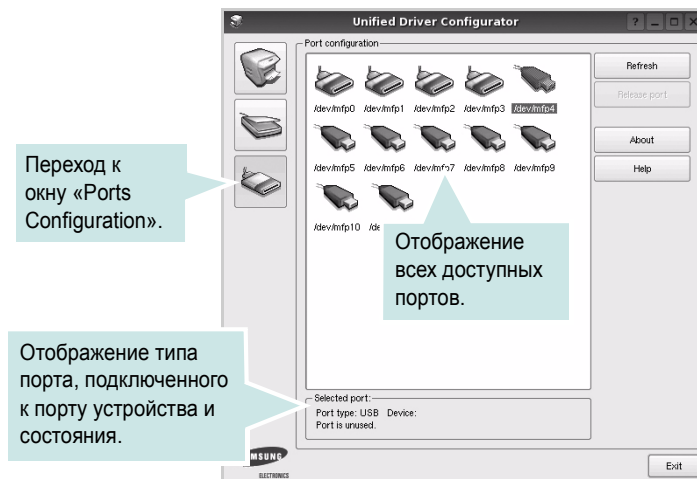 Unified Driver Configurator
Port configuration
/dev/mfp0 /dev/mfp1 /dev/mfp2 /dev/mfp3 /dev/mfp4
/dev/mfp5 /dev/mfp6 /dev/mfp7 /dev/mfp8 /dev/mfp9
/dev/mfp10 /de
Refresh
Release port
About
Help
Переход к
окну «Ports
Configuration».
Отображение
всех доступных
портов.
Отображение типа
порта, подключенного
к порту устройства и
состояния.
Selected port:
Port type: USB Device:
Port is unused.
MSUNG
ELECTRONICS
Exit